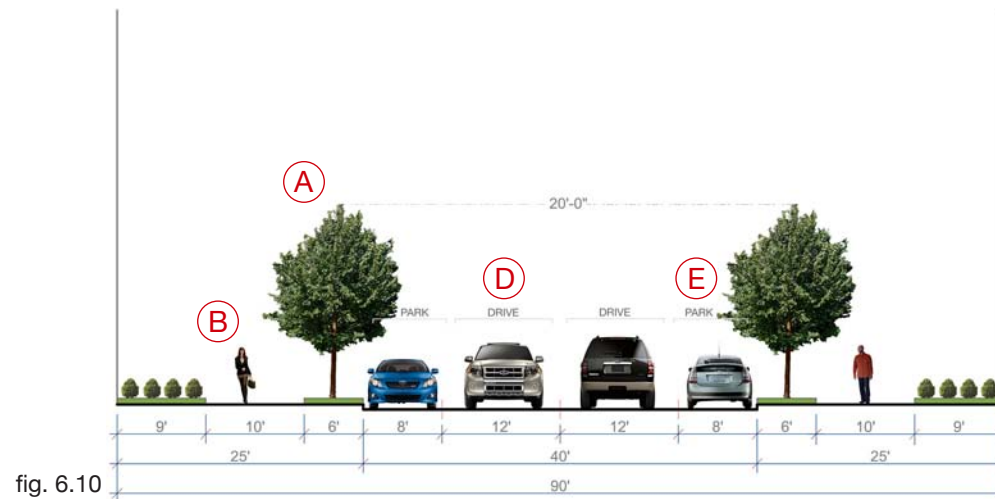 A
20'-0"
D
E
B
PARK DRIVE DRIVE PARK
9' 10' 6' 8' 12' 12' 8' 6' 10' 9'
25' 40' 25'
fig. 6.10
90'